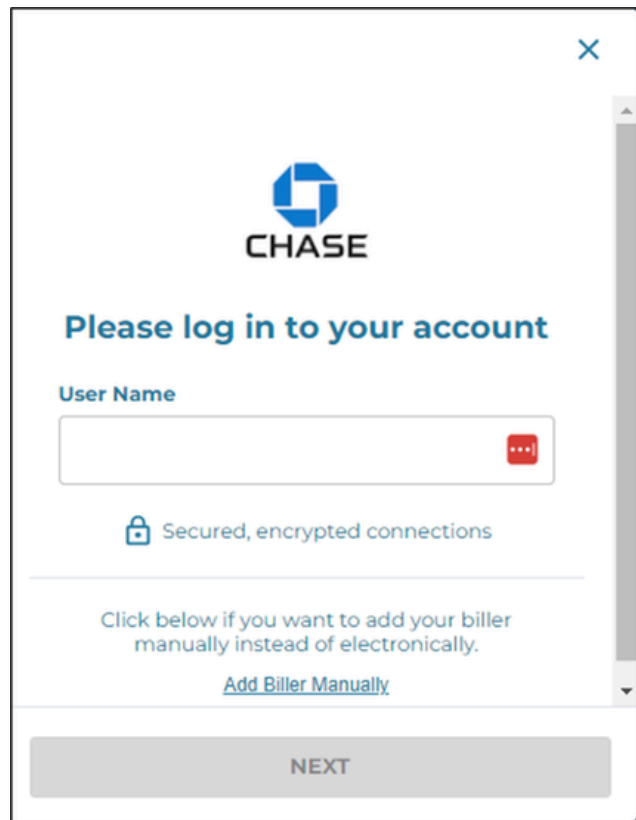 CHASE
Please log in to your account
User Name
Secured, encrypted connections
Click below if you want to add your biller
manually instead of electronically.
Add Biller Manually
NEXT